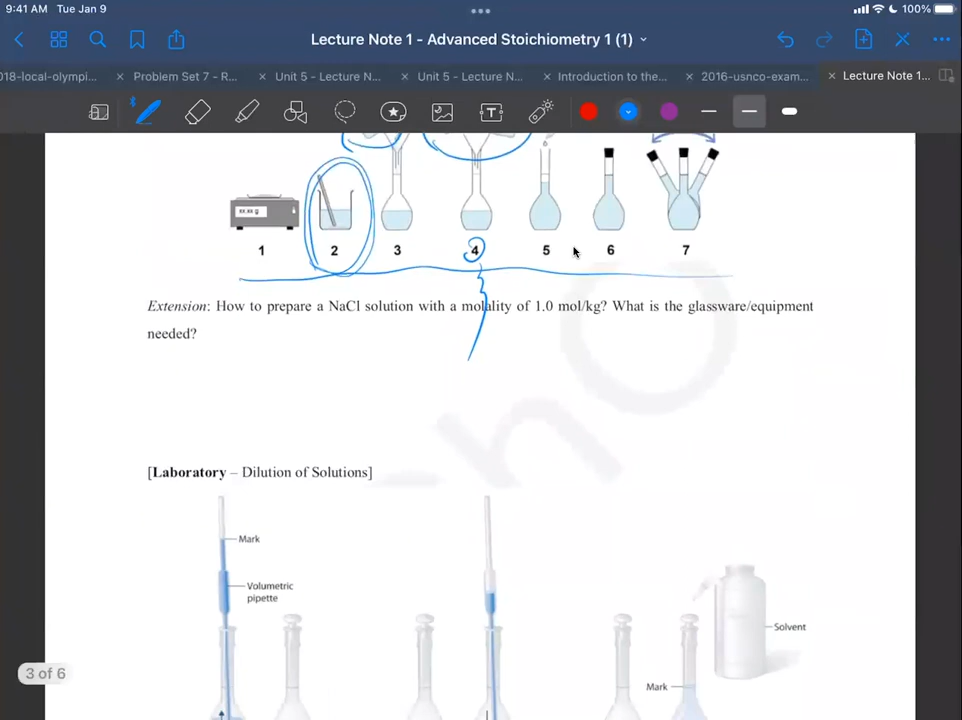 9:41 AM Tue Jan 9
100%
Lecture Note 1 - Advanced Stoichiometry 1 (1)
018-local-olympi...
Problem Set 7 - R...
Unit 5 - Lecture N...
Unit 5 - Lecture N...
Introduction to the...
2016-usnco-exam...
Lecture Note 1...
xx.xx g
1 2 3 4 5 6 7
Extension: How to prepare a NaCl solution with a molality of 1.0 mol/kg? What is the glassware/equipment
needed?
[Laboratory – Dilution of Solutions]
Mark
Volumetric
pipette
Solvent
Mark
3 of 6